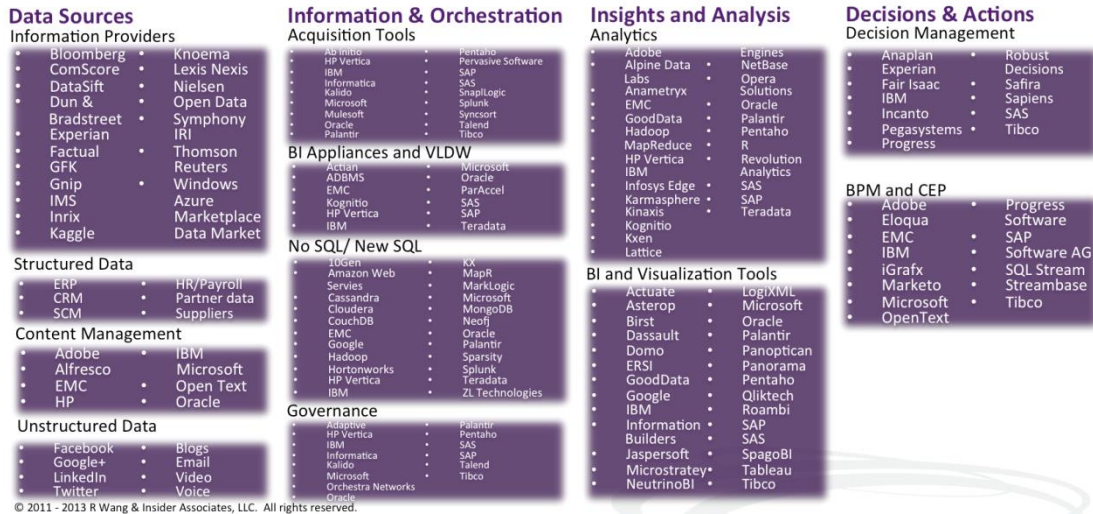 Data Sources
Information Providers
• Bloomberg
• ComScore
• DataSift
• Dun &
Bradstreet
• Experian
• Factual
• GFK
• Gnip
• IMS
• Inrix
• Kaggle
• Knoema
• Lexis Nexis
• Nielsen
• Open Data
• Symphony
IRI
• Thomson
Reuters
• Windows
Azure
Marketplace
Data Market
Structured Data
• ERP
• CRM
• SCM
• HR/Payroll
• Partner data
• Suppliers
Content Management
• Adobe
• Alfresco
• EMC
• HP
• IBM
Microsoft
• Open Text
• Oracle
Unstructured Data
• Facebook
• Google+
• LinkedIn
• Twitter
• Blogs
• Email
• Video
• Voice
Information & Orchestration
Acquisition Tools
• Ab Initio
• HP Vertica
• IBM
• Informatica
• Kalido
• Microsoft
• Mulesoft
• Oracle
• Palantir
• Pentaho
• Pervasive Software
• SAP
• SAS
• SnapLogic
• Splunk
• Syncsort
• Talend
• Tibco
BI Appliances and VLDW
• Actian
• ADBMS
• EMC
• Kognitio
• HP Vertica
• IBM
• Microsoft
• Oracle
• ParAccel
• SAS
• SAP
• Teradata
No SQL/ New SQL
• 10Gen
• Amazon Web
Servies
• Cassandra
• Cloudera
• CouchDB
• EMC
• Google
• Hadoop
• Hortonworks
• HP Vertica
• IBM
• KX
• MapR
• MarkLogic
• Microsoft
• MongoDB
• Neofj
• Oracle
• Palantir
• Sparsity
• Splunk
• Teradata
• ZL Technologies
Governance
• Adaptive
• HP Vertica
• IBM
• Informatica
• Kalido
• Microsoft
• Orchestra Networks
• Oracle
• Palantir
• Pentaho
• SAS
• SAP
• Talend
• Tibco
Insights and Analysis
Analytics
• Adobe
• Alpine Data
Labs
• Anametryx
• EMC
• GoodData
• Hadoop
MapReduce
• HP Vertica
• IBM
• Infosys Edge
• Karmasphere
• Kinaxis
• Kognitio
• Kxen
• Lattice
Engines
• NetBase
• Opera
Solutions
• Oracle
• Palantir
• Pentaho
• R
• Revolution
Analytics
• SAS
• SAP
• Teradata
BI and Visualization Tools
• Actuate
• Asterop
• Birst
• Dassault
• Domo
• ERSI
• GoodData
• Google
• IBM
• Information
Builders
• Jaspersoft
• Microstratey
• NeutrinoBI
• LogiXML
• Microsoft
• Oracle
• Palantir
• Panoptican
• Panorama
• Pentaho
• Qliktech
• Roambi
• SAP
• SAS
• SpagoBI
• Tableau
• Tibco
Decisions & Actions
Decision Management
• Anaplan
• Experian
• Fair Isaac
• IBM
• Incanto
• Pegasystems
• Progress
• Robust
Decisions
• Safira
• Sapiens
• SAS
• Tibco
BPM and CEP
• Adobe
• Eloqua
• EMC
• IBM
• iGrafx
• Marketo
• Microsoft
• OpenText
• Progress
Software
• SAP
• Software AG
• SQL Stream
• Streambase
• Tibco
© 2011 - 2013 R Wang & Insider Associates, LLC. All rights reserved.